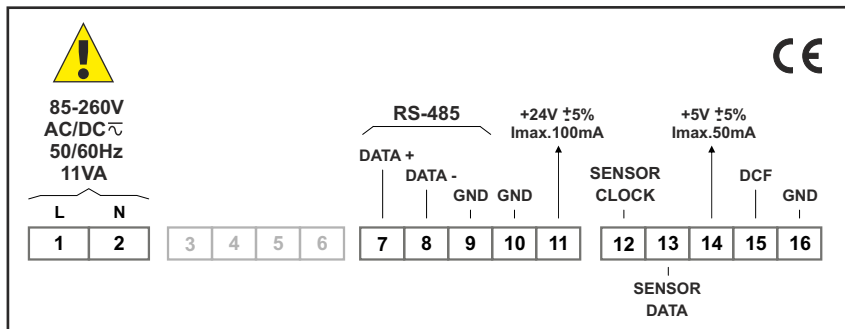 CE
85-260V
AC/DC
50/60Hz
11VA
L N
RS-485
DATA +
DATA -
GND GND
+24V ±5%
Imax.100mA
SENSOR
CLOCK
+5V ±5%
Imax.50mA
DCF
GND
1 2 3 4 5 6 7 8 9 10 11 12 13 14 15 16
SENSOR
DATA